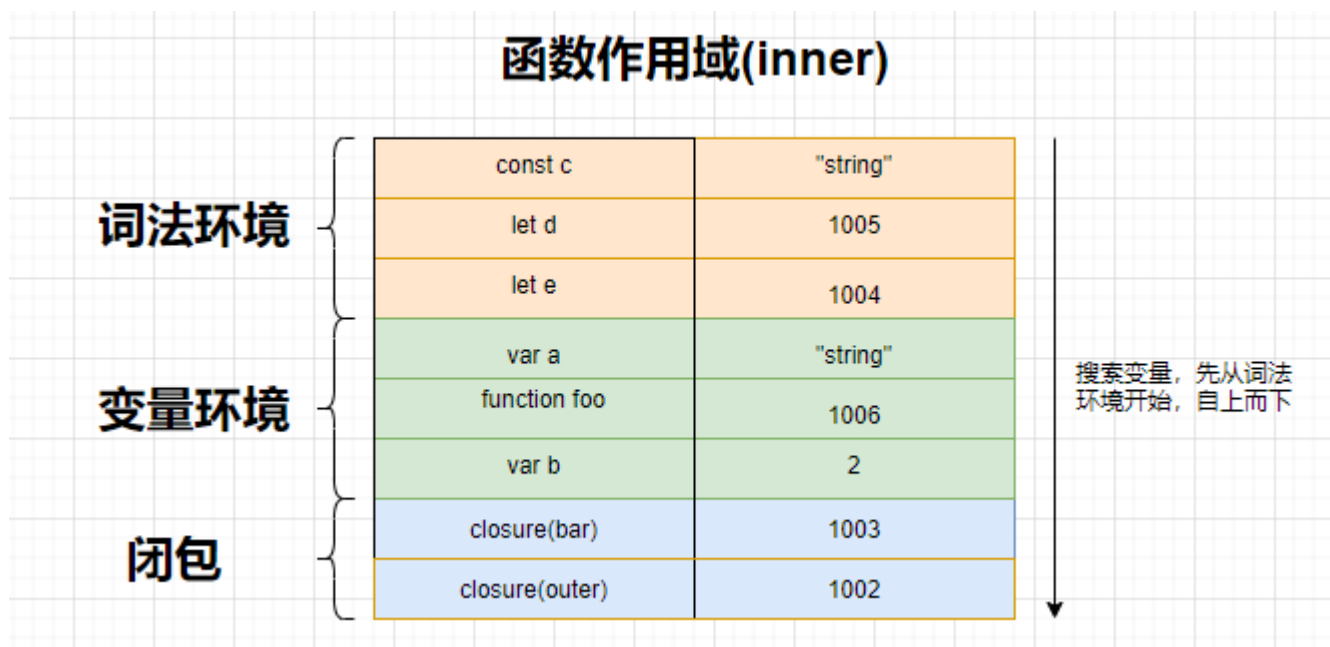 函数作用域(inner)
const c "string"
词法环境 let d 1005
let e 1004
var a "string"
搜索变量，先从词法
环境开始，自上而下
变量环境 function foo 1006
var b 2
closure(bar) 1003
闭包
closure(outer) 1002